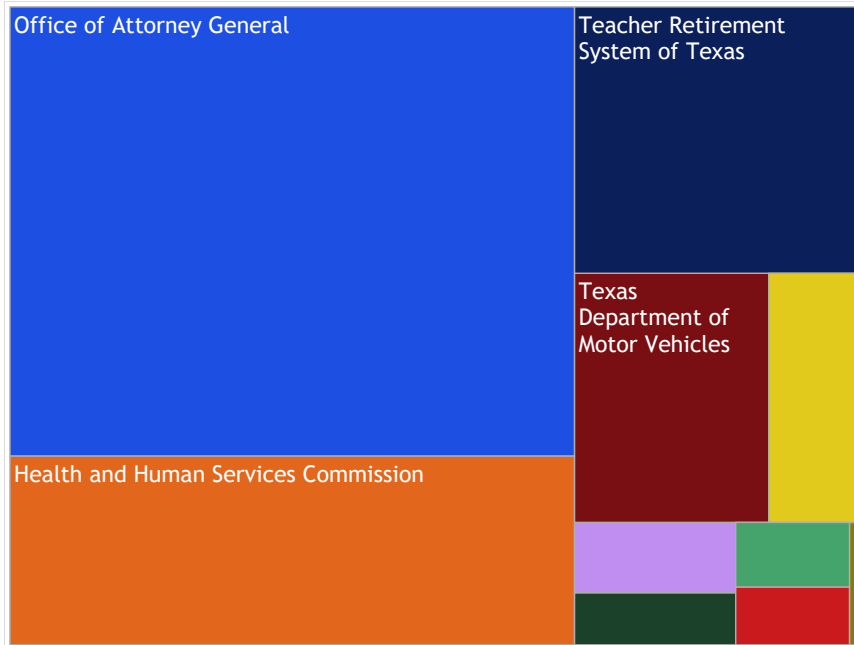 Office of Attorney General
Teacher Retirement
System of Texas
Texas
Department of
Motor Vehicles
Health and Human Services Commission